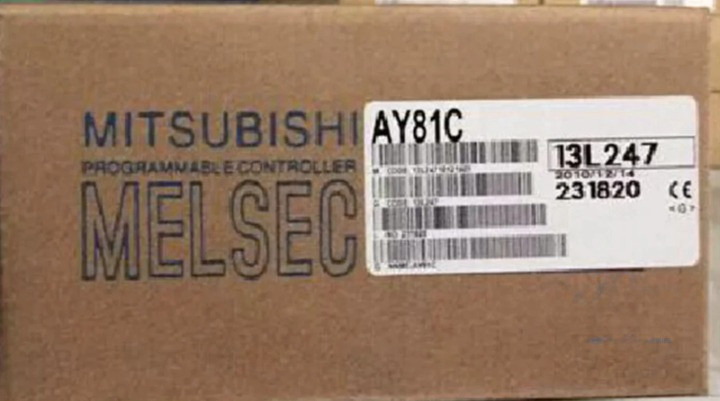 MITSUBISHI
PROGRAMMABLE CONTROLLER
MELSEC
AY81C
13L247
2010/12/14
231820
CE
<G>